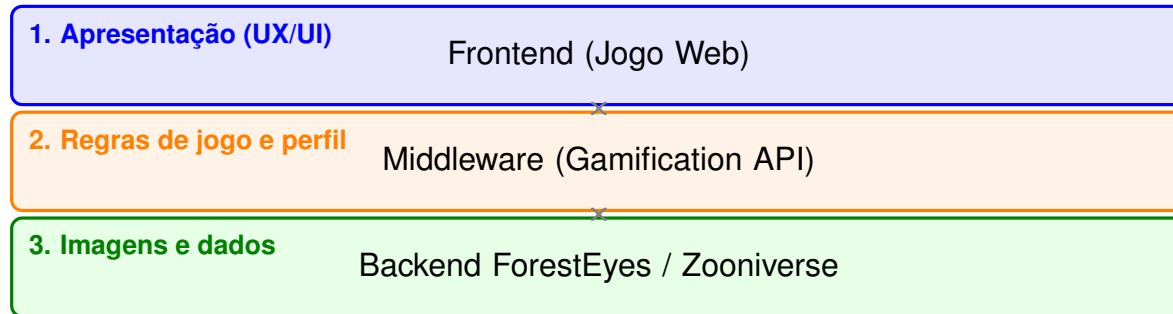 1. Apresentação (UX/UI)
Frontend (Jogo Web)
2. Regras de jogo e perfil
Middleware (Gamification API)
3. Imagens e dados
Backend ForestEyes / Zooniverse